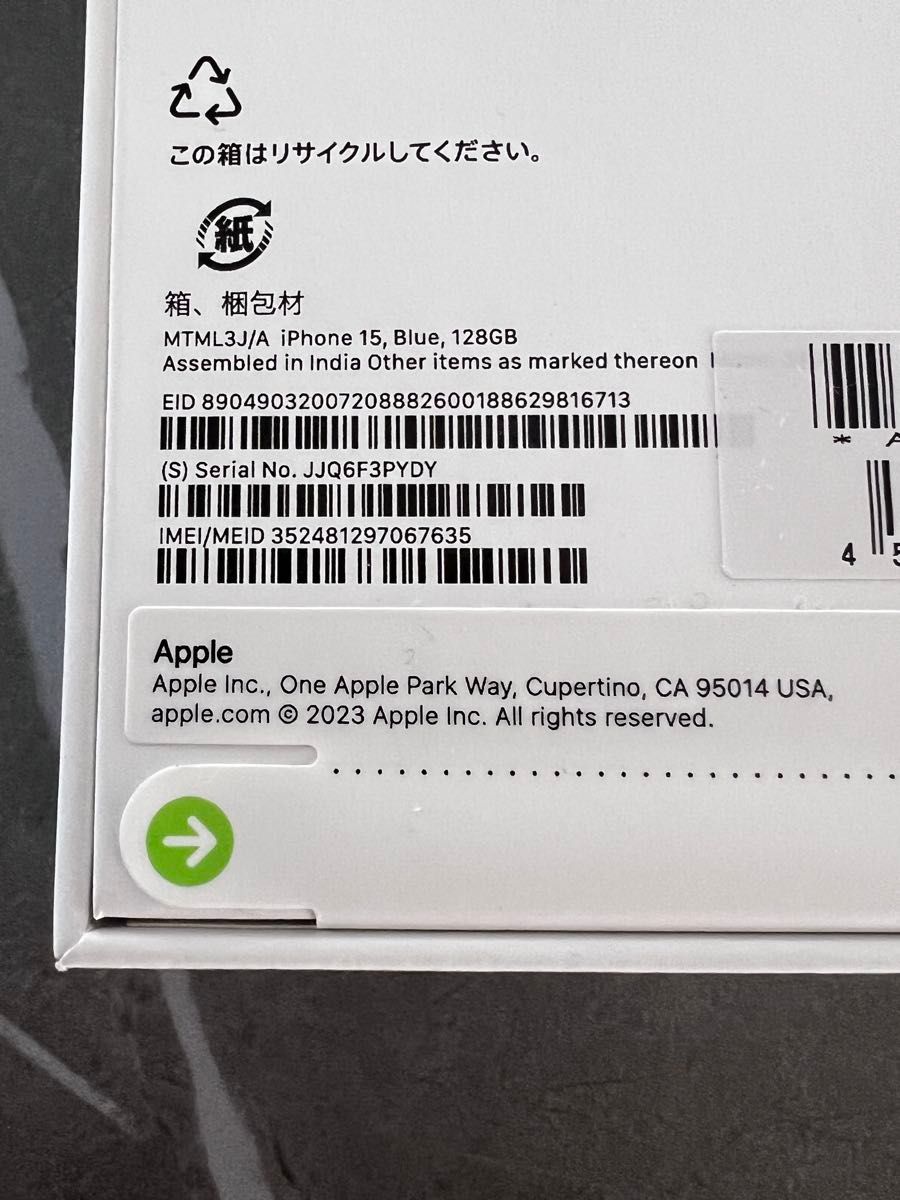 この箱はリサイクルしてください。
紙
箱、梱包材
MTML3J/A iPhone 15, Blue, 128GB
Assembled in India Other items as marked thereon
EID 89049032007208882600188629816713
(S) Serial No. JJQ6F3PYDY
IMEI/MEID 352481297067635
* A
4 5
Apple
Apple Inc., One Apple Park Way, Cupertino, CA 95014 USA,
apple.com © 2023 Apple Inc. All rights reserved.